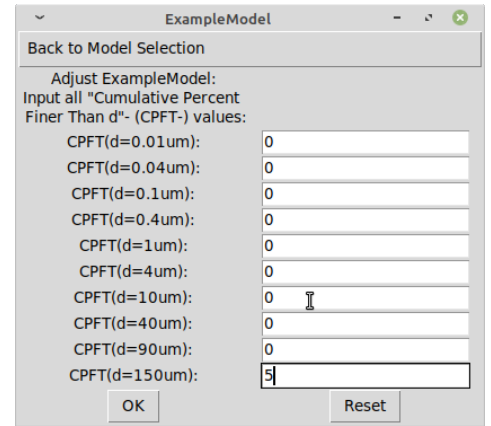 ExampleModel
Back to Model Selection
Adjust ExampleModel:
Input all "Cumulative Percent
Finer Than d"- (CPFT-) values:
CPFT(d=0.01um): 0
CPFT(d=0.04um): 0
CPFT(d=0.1um): 0
CPFT(d=0.4um): 0
CPFT(d=1um): 0
CPFT(d=4um): 0
CPFT(d=10um): 0
CPFT(d=40um): 0
CPFT(d=90um): 0
CPFT(d=150um): 5
OK Reset